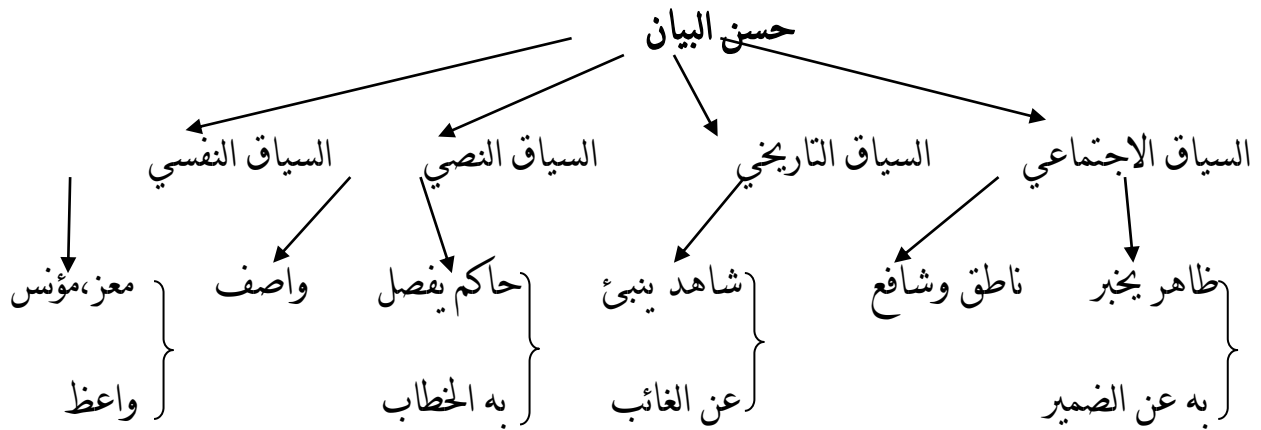 حسن البيان
السياق الاجتماعي السياق التاريخي السياق النصي السياق النفسي
ظاهر يخبر ناطق وشافع شاهد ينبئ حاكم يفصل واصف معز،مؤنس
به عن الضمير عن الغائب به الخطاب واعظ